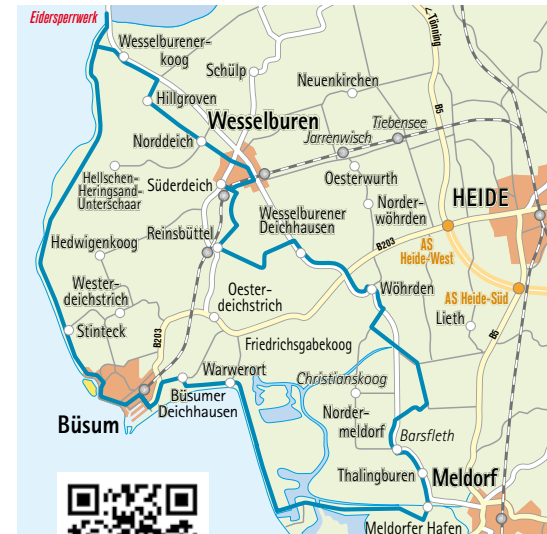 Eidersperrwerk
Z. Tönning
Wesselburener-
koog
Schülp
Neuenkirchen
Hillgroven
B5
Wesselburen
Tiebensee
Norddeich
Jarrenwisch
Hellschen-
Heringsand-
Unterschaar
Süderdeich
Oesterwurth
HEIDE
Wesselburener
Deichhausen
Norder-
wöhrden
Reinsbüttel
B203
AS
Heide-West
Hedwigenkoog
Wester-
deichstrich
Oester-
deichstrich
Wöhrden
AS Heide-Süd
Lieth
B5
Stinteck
B203
Friedrichsgabekoog
Warwerort
Christianskoog
Büsumer
Deichhausen
Norder-
meldorf
Büsum
Barsfleth
Thalingburen
Meldorf
Meldorfer Hafen